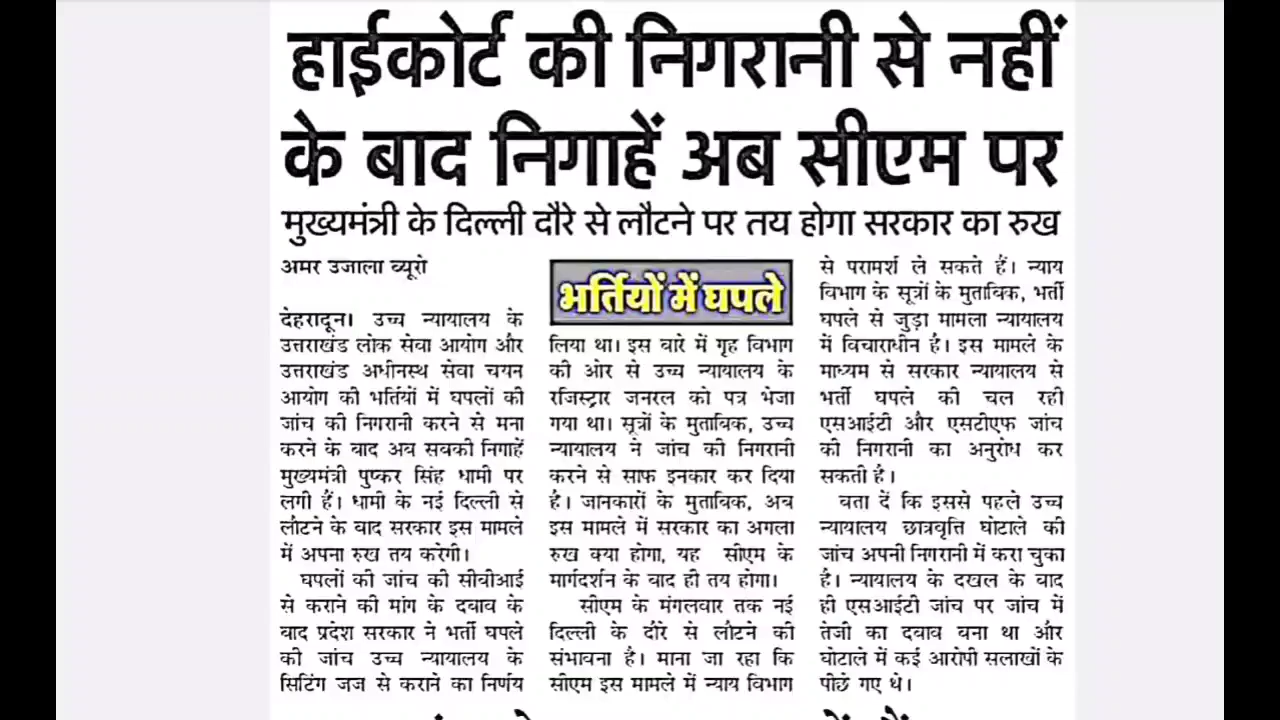 हाईकोर्ट की निगरानी से नहीं
के बाद निगाहें अब सीएम पर
मुख्यमंत्री के दिल्ली दौरे से लौटने पर तय होगा सरकार का रुख
अमर उजाला ब्यूरो
देहरादून। उच्च न्यायालय के
उत्तराखंड लोक सेवा आयोग और
उत्तराखंड अधीनस्थ सेवा चयन
आयोग की भर्तियों में घपलों की
जांच की निगरानी करने से मना
करने के बाद अब सबकी निगाहें
मुख्यमंत्री पुष्कर सिंह धामी पर
लगी हैं। धामी के नई दिल्ली से
लौटने के बाद सरकार इस मामले
में अपना रुख तय करेगी।
घपलों की जांच की सीबीआई
से कराने की मांग के दबाव के
बाद प्रदेश सरकार ने भर्ती घपले
की जांच उच्च न्यायालय के
सिटिंग जज से कराने का निर्णय
भर्तियों में घपले
लिया था। इस बारे में गृह विभाग
की ओर से उच्च न्यायालय के
रजिस्ट्रार जनरल को पत्र भेजा
गया था। सूत्रों के मुताबिक, उच्च
न्यायालय ने जांच की निगरानी
करने से साफ इनकार कर दिया
है। जानकारों के मुताबिक, अब
इस मामले में सरकार का अगला
रुख क्या होगा, यह सीएम के
मार्गदर्शन के बाद ही तय होगा।
सीएम के मंगलवार तक नई
दिल्ली के दौरे से लौटने की
संभावना है। माना जा रहा कि
सीएम इस मामले में न्याय विभाग
से परामर्श ले सकते हैं। न्याय
विभाग के सूत्रों के मुताबिक, भर्ती
घपले से जुड़ा मामला न्यायालय
में विचाराधीन है। इस मामले के
माध्यम से सरकार न्यायालय से
भर्ती घपले की चल रही
एसआईटी और एसटीएफ जांच
की निगरानी का अनुरोध कर
सकती है।
बता दें कि इससे पहले उच्च
न्यायालय छात्रवृत्ति घोटाले की
जांच अपनी निगरानी में करा चुका
है। न्यायालय के दखल के बाद
ही एसआईटी जांच पर जांच में
तेजी का दबाव बना था और
घोटाले में कई आरोपी सलाखों के
पीछे गए थे।